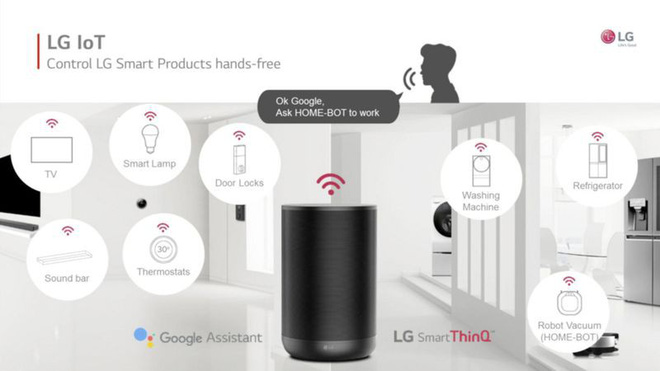 LG IoT
Control LG Smart Products hands-free
LG
Life's Good
Ok Google,
Ask HOME-BOT to work
TV
Smart Lamp
Door Locks
Washing
Machine
Refrigerator
Sound bar
30°
Thermostats
Robot Vacuum
(HOME-BOT)
Google Assistant
LG SmartThinQ™